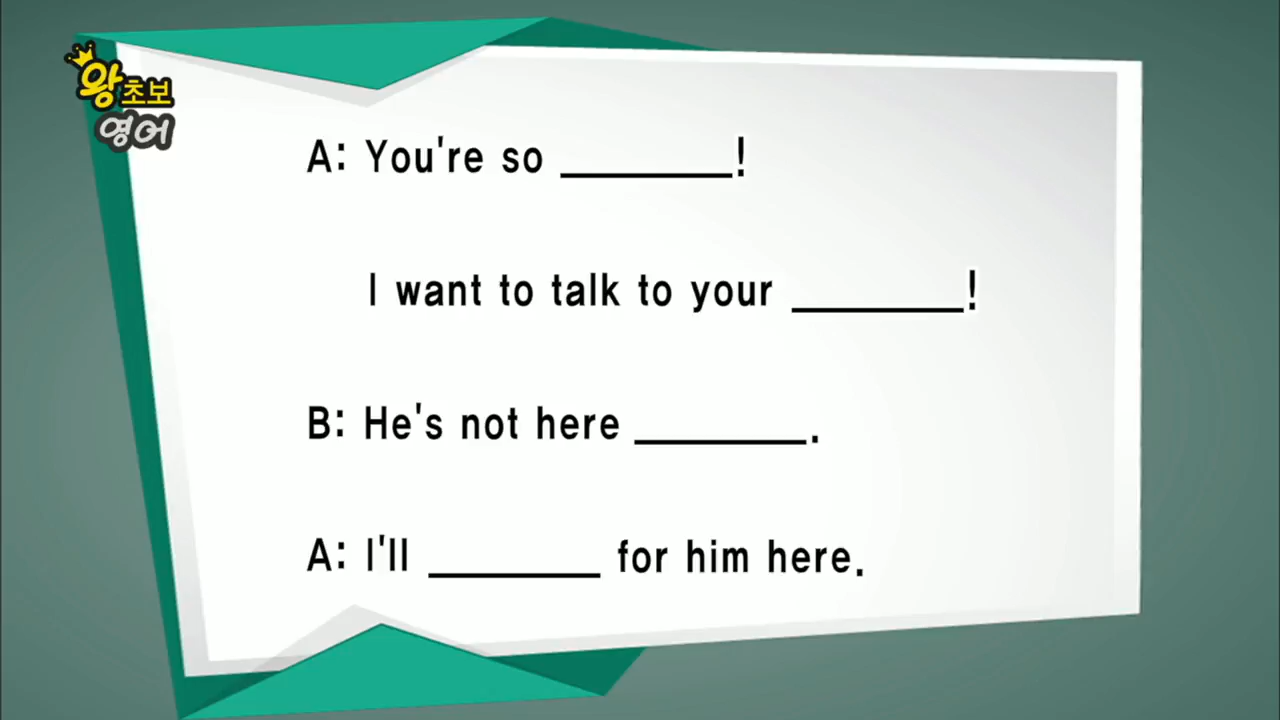 왕초보
영어
A: You're so ________!
I want to talk to your ________!
B: He's not here ________.
A: I'll ________ for him here.